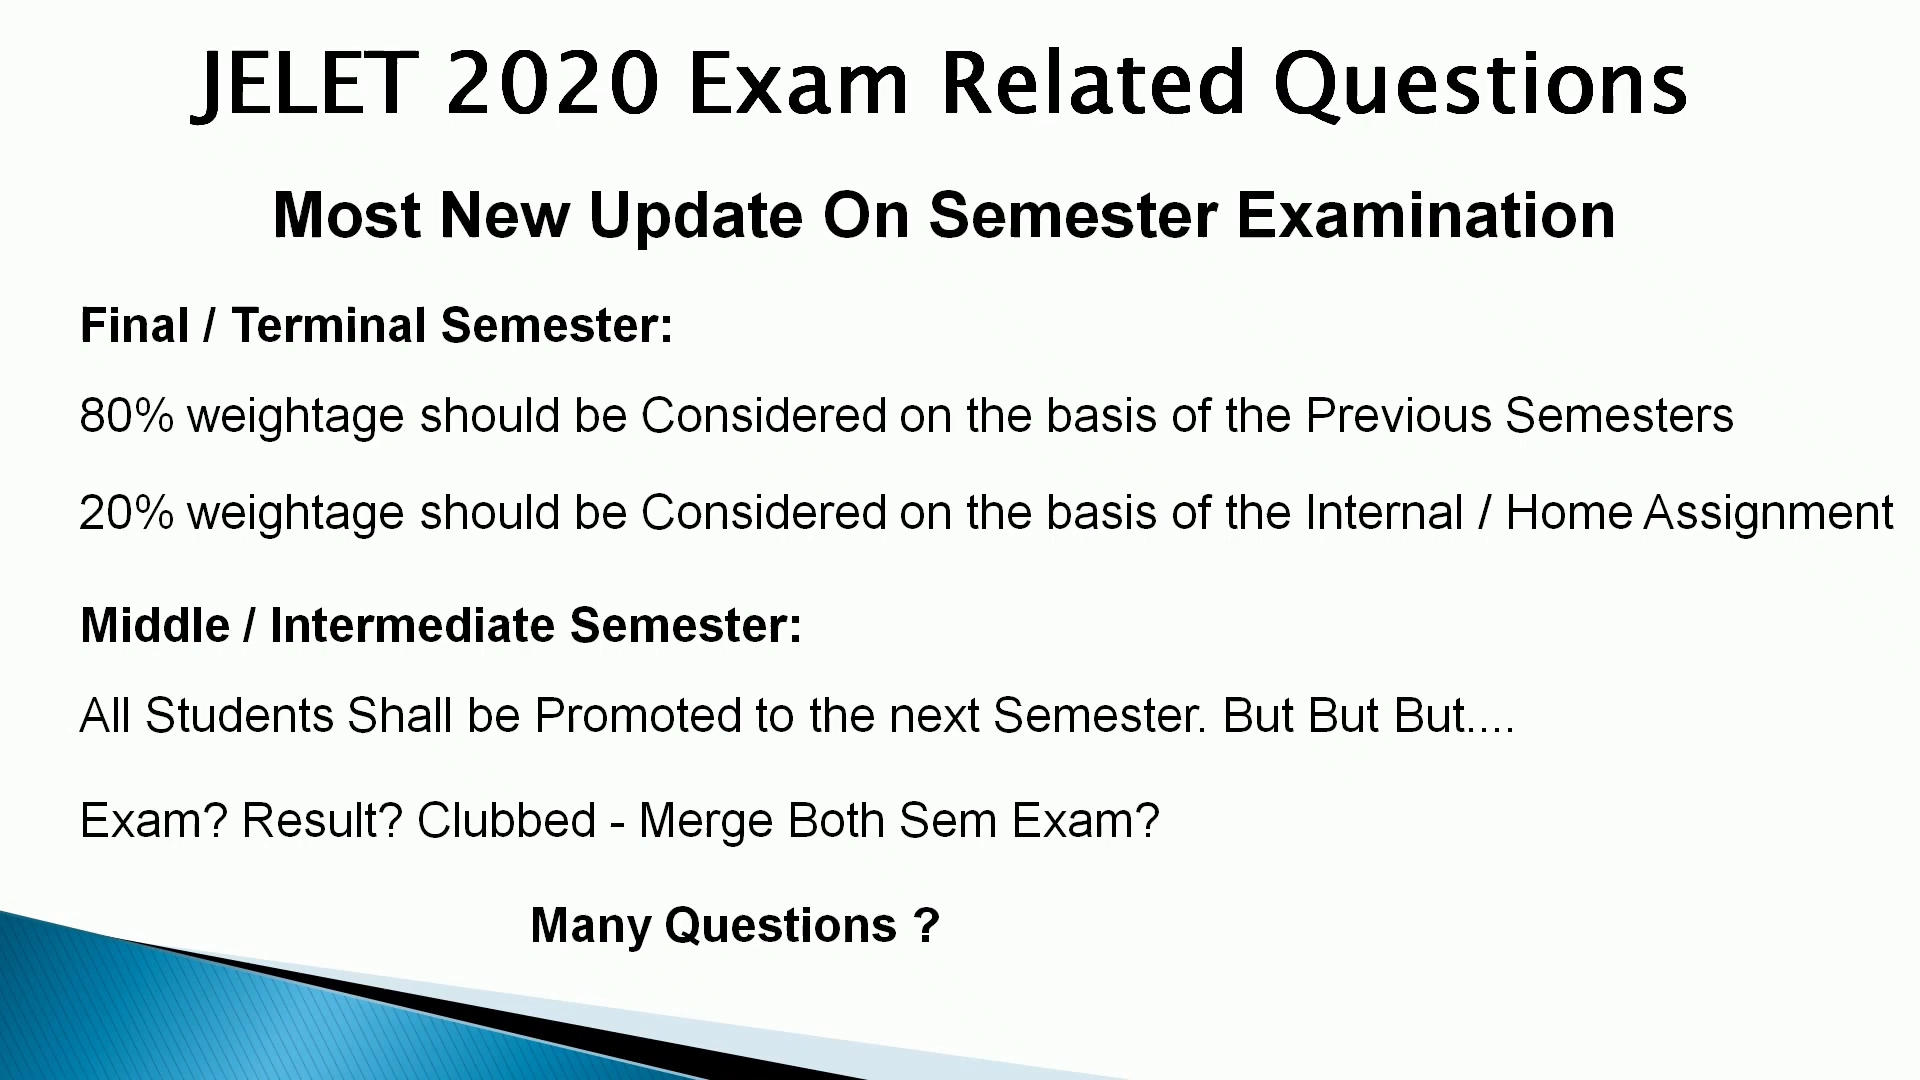 JELET 2020 Exam Related Questions
Most New Update On Semester Examination
Final / Terminal Semester:
80% weightage should be Considered on the basis of the Previous Semesters
20% weightage should be Considered on the basis of the Internal / Home Assignment
Middle / Intermediate Semester:
All Students Shall be Promoted to the next Semester. But But But....
Exam? Result? Clubbed - Merge Both Sem Exam?
Many Questions ?